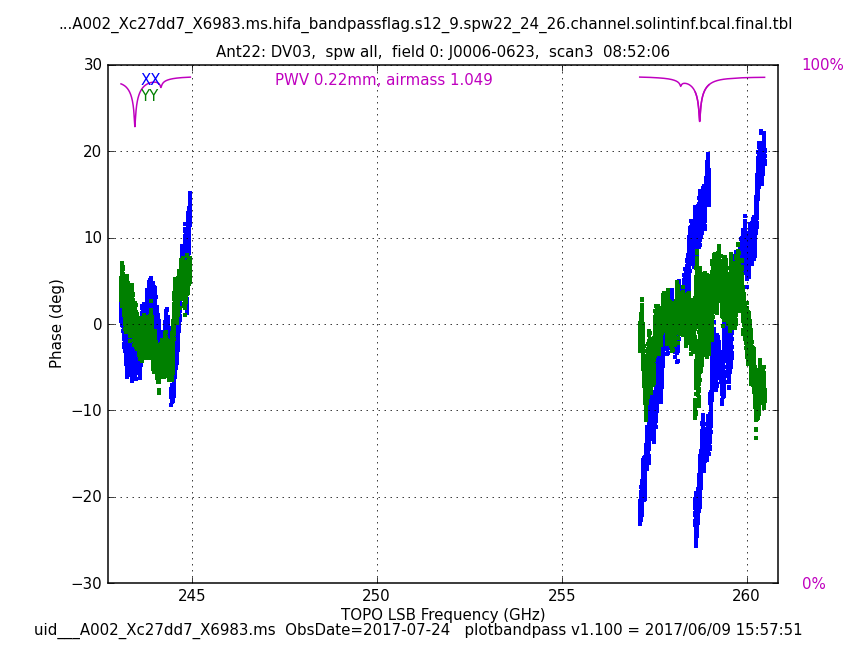 ...A002_Xc27dd7_X6983.ms.hifa_bandpassflag.s12_9.spw22_24_26.channel.solintinf.bcal.final.tbl
Ant22: DV03,  spw all,  field 0: J0006-0623,  scan3  08:52:06
30
100%
XX
PWV 0.22mm, airmass 1.049
YY
20
10
0
Phase (deg)
−10
−20
−30
0%
245
250
255
260
TOPO LSB Frequency (GHz)
uid___A002_Xc27dd7_X6983.ms  ObsDate=2017-07-24   plotbandpass v1.100 = 2017/06/09 15:57:51